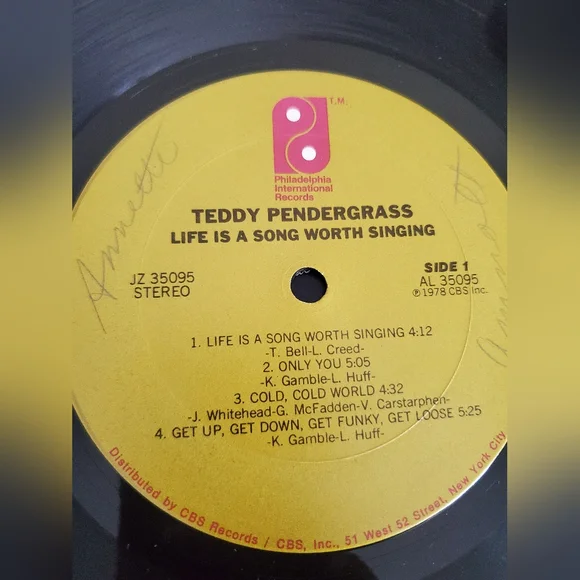 T.M.
Philadelphia
International
Records
TEDDY PENDERGRASS
LIFE IS A SONG WORTH SINGING
JZ 35095
STEREO
SIDE 1
AL 35095
℗1978 CBS Inc.
1. LIFE IS A SONG WORTH SINGING 4:12
-T. Bell-L. Creed-
2. ONLY YOU 5:05
-K. Gamble-L. Huff-
3. COLD, COLD WORLD 4:32
-J. Whitehead-G. McFadden-V. Carstarphen-
4. GET UP, GET DOWN, GET FUNKY, GET LOOSE 5:25
-K. Gamble-L. Huff-
Distributed by CBS Records / CBS, Inc., 51 West 52 Street, New York City
Annette